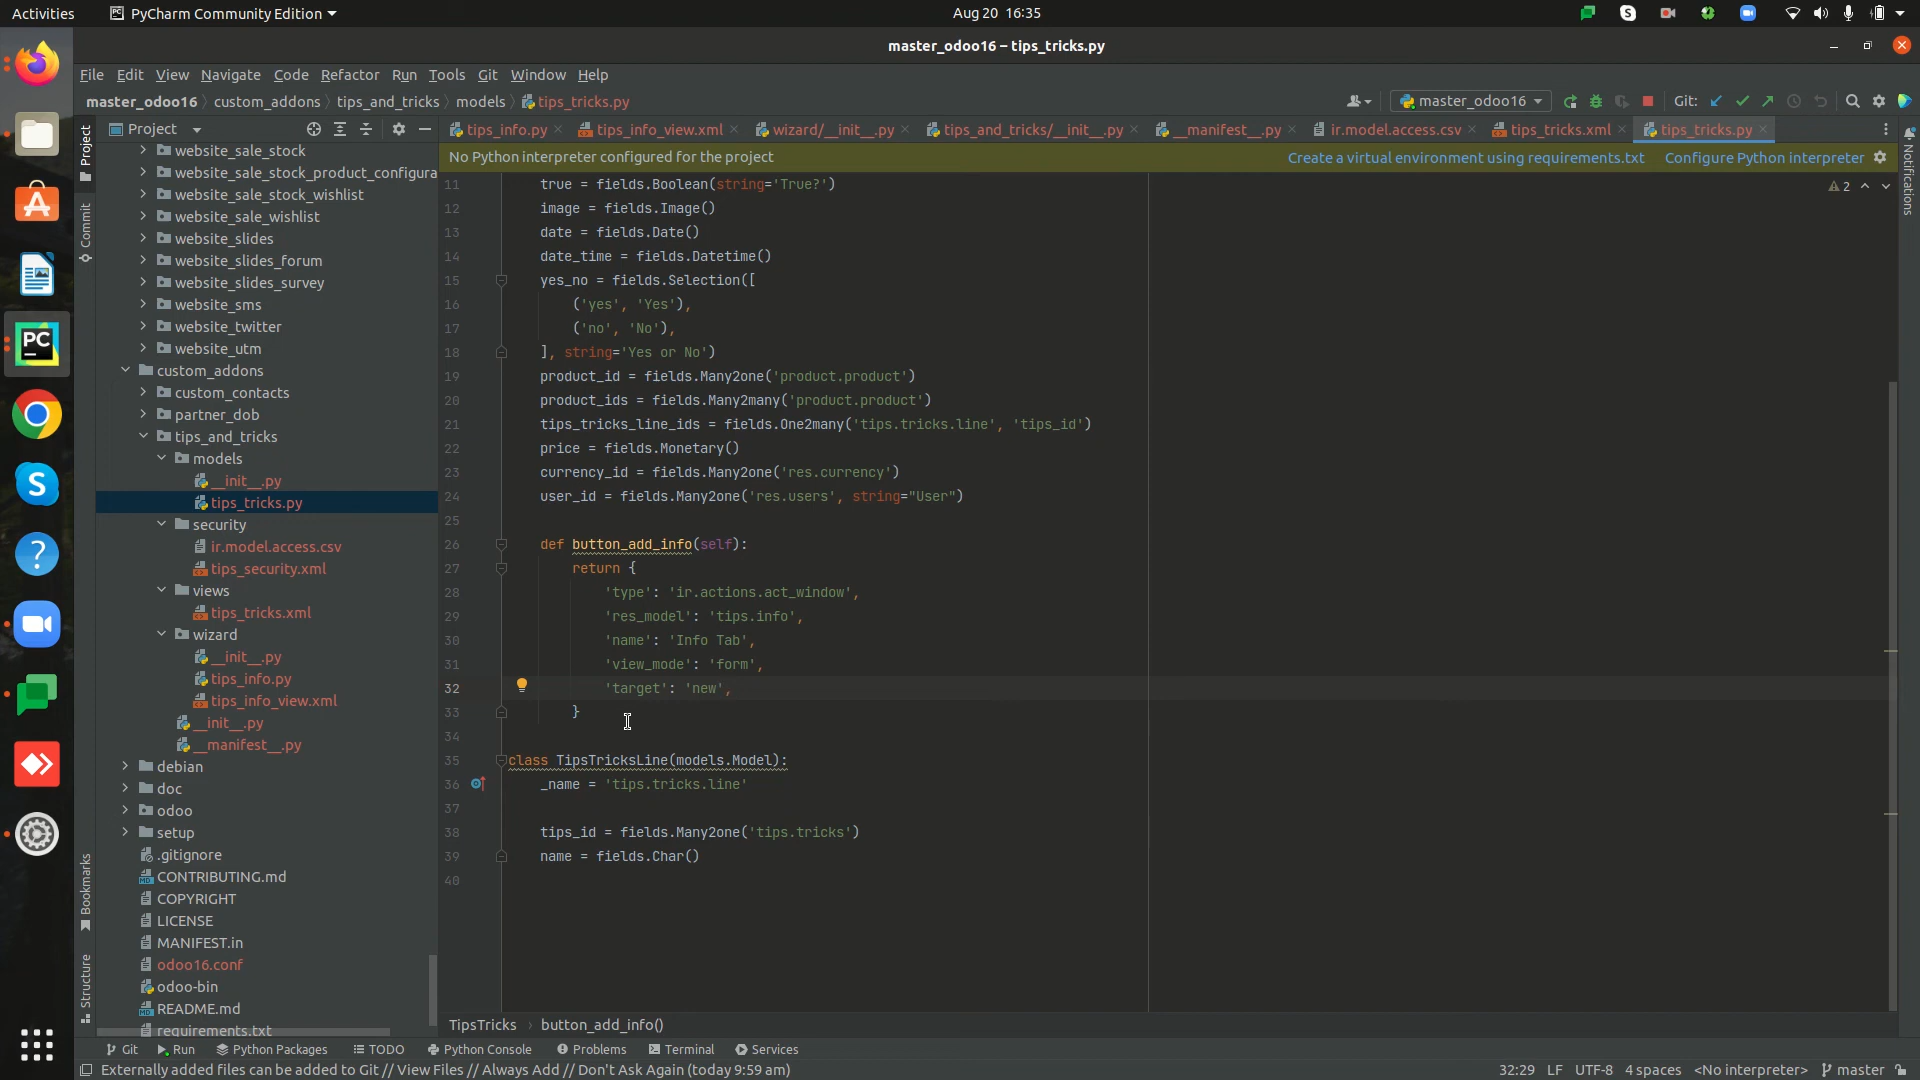 Activities
PyCharm Community Edition
Aug 20 16:35
master_odoo16 – tips_tricks.py
File Edit View Navigate Code Refactor Run Tools Git Window Help
master_odoo16 custom_addons tips_and_tricks models tips_tricks.py
master_odoo16
Git:
Project
tips_info.py tips_info_view.xml wizard/__init__.py tips_and_tricks/__init__.py __manifest__.py ir.model.access.csv tips_tricks.xml tips_tricks.py
No Python interpreter configured for the project
Create a virtual environment using requirements.txt
Configure Python interpreter
Project
Commit
Bookmarks
Structure
Notifications
2
website_sale_stock
website_sale_stock_product_configura
website_sale_stock_wishlist
website_sale_wishlist
website_slides
website_slides_forum
website_slides_survey
website_sms
website_twitter
website_utm
custom_addons
custom_contacts
partner_dob
tips_and_tricks
models
__init__.py
tips_tricks.py
security
ir.model.access.csv
tips_security.xml
views
tips_tricks.xml
wizard
__init__.py
tips_info.py
tips_info_view.xml
__init__.py
__manifest__.py
debian
doc
odoo
setup
.gitignore
CONTRIBUTING.md
COPYRIGHT
LICENSE
MANIFEST.in
odoo16.conf
odoo-bin
README.md
requirements.txt
11 true = fields.Boolean(string='True?')
12 image = fields.Image()
13 date = fields.Date()
14 date_time = fields.Datetime()
15 yes_no = fields.Selection([
16 ('yes', 'Yes'),
17 ('no', 'No'),
18 ], string='Yes or No')
19 product_id = fields.Many2one('product.product')
20 product_ids = fields.Many2many('product.product')
21 tips_tricks_line_ids = fields.One2many('tips.tricks.line', 'tips_id')
22 price = fields.Monetary()
23 currency_id = fields.Many2one('res.currency')
24 user_id = fields.Many2one('res.users', string="User")
25
26 def button_add_info(self):
27 return {
28 'type': 'ir.actions.act_window',
29 'res_model': 'tips.info',
30 'name': 'Info Tab',
31 'view_mode': 'form',
32 'target': 'new',
33 }
34
35 class TipsTricksLine(models.Model):
36 _name = 'tips.tricks.line'
37
38 tips_id = fields.Many2one('tips.tricks')
39 name = fields.Char()
40
TipsTricks button_add_info()
Git Run Python Packages TODO Python Console Problems Terminal Services
Externally added files can be added to Git // View Files // Always Add // Don't Ask Again (today 9:59 am)
32:29 LF UTF-8 4 spaces <No interpreter> master